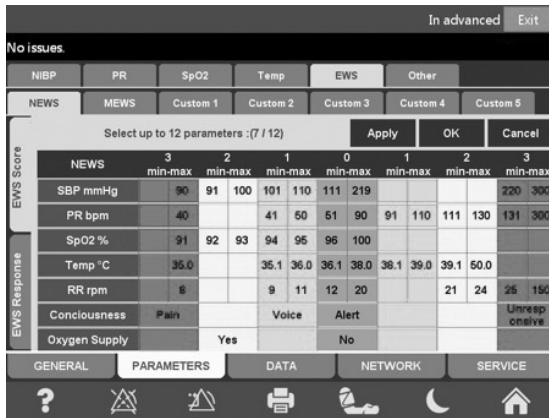 In advanced Exit
No issues.
NIBP PR SpO2 Temp EWS Other
NEWS MEWS Custom 1 Custom 2 Custom 3 Custom 4 Custom 5
EWS Score
EWS Response
Select up to 12 parameters :(7 / 12) Apply OK Cancel
NEWS 3 2 1 0 1 2 3
min-max min-max min-max min-max min-max min-max min-max
SBP mmHg 90 91 100 101 110 111 219 220 300
PR bpm 40 41 50 51 90 91 110 111 130 131 300
SpO2 % 91 92 93 94 95 96 100
Temp °C 35.0 35.1 36.0 36.1 38.0 38.1 39.0 39.1 50.0
RR rpm 8 9 11 12 20 21 24 25 150
Conciousness Pain Voice Alert Unresp
onsive
Oxygen Supply Yes No
GENERAL PARAMETERS DATA NETWORK SERVICE
?